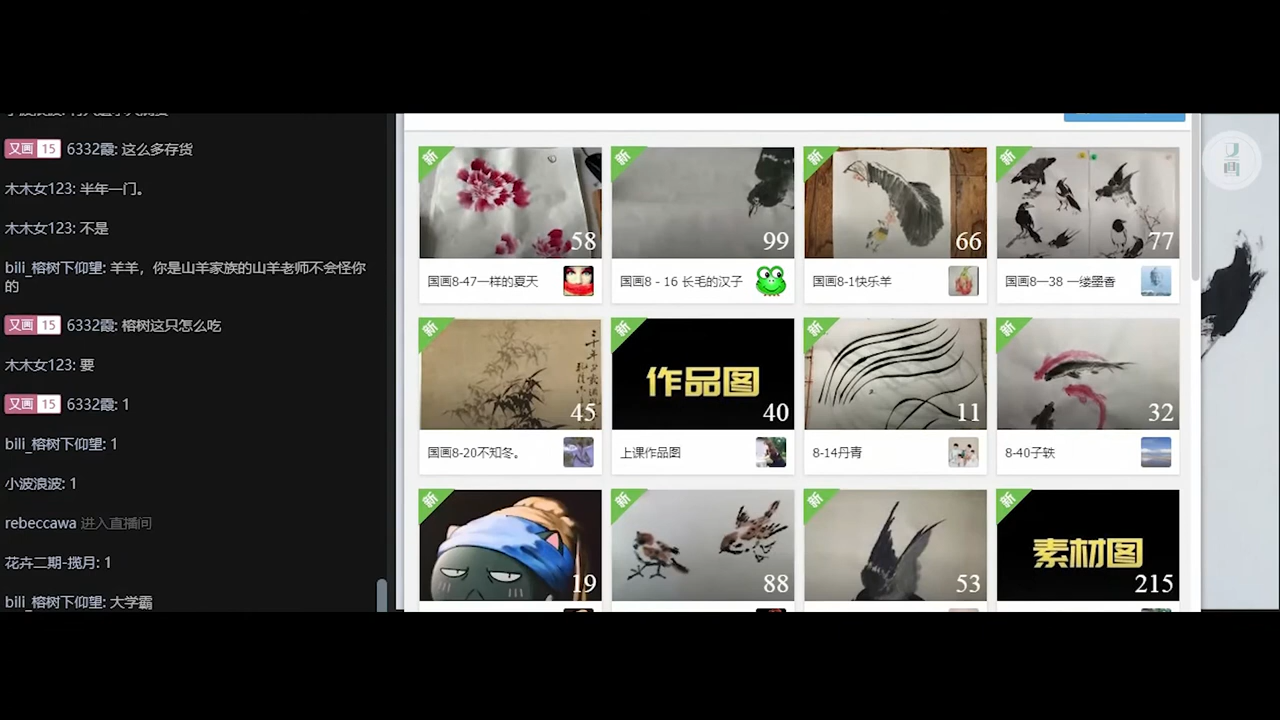 又画 15 6332霞: 这么多存货
木木女123: 半年一门。
木木女123: 不是
bili_榕树下仰望: 羊羊，你是山羊家族的山羊老师不会怪你
的
又画 15 6332霞: 榕树这只怎么吃
木木女123: 要
又画 15 6332霞: 1
bili_榕树下仰望: 1
小波浪波: 1
rebeccawa 进入直播间
花卉二期-揽月: 1
bili_榕树下仰望: 大学霸
新 58
新 99
新 66
新 77
国画8-47一样的夏天
国画8 - 16 长毛的汉子
国画8-1快乐羊
国画8—38 一缕墨香
新 45
新 作品图 40
新 11
新 32
国画8-20不知冬。
上课作品图
8-14丹青
8-40子轶
新 19
新 88
新 53
新 素材图 215
又画